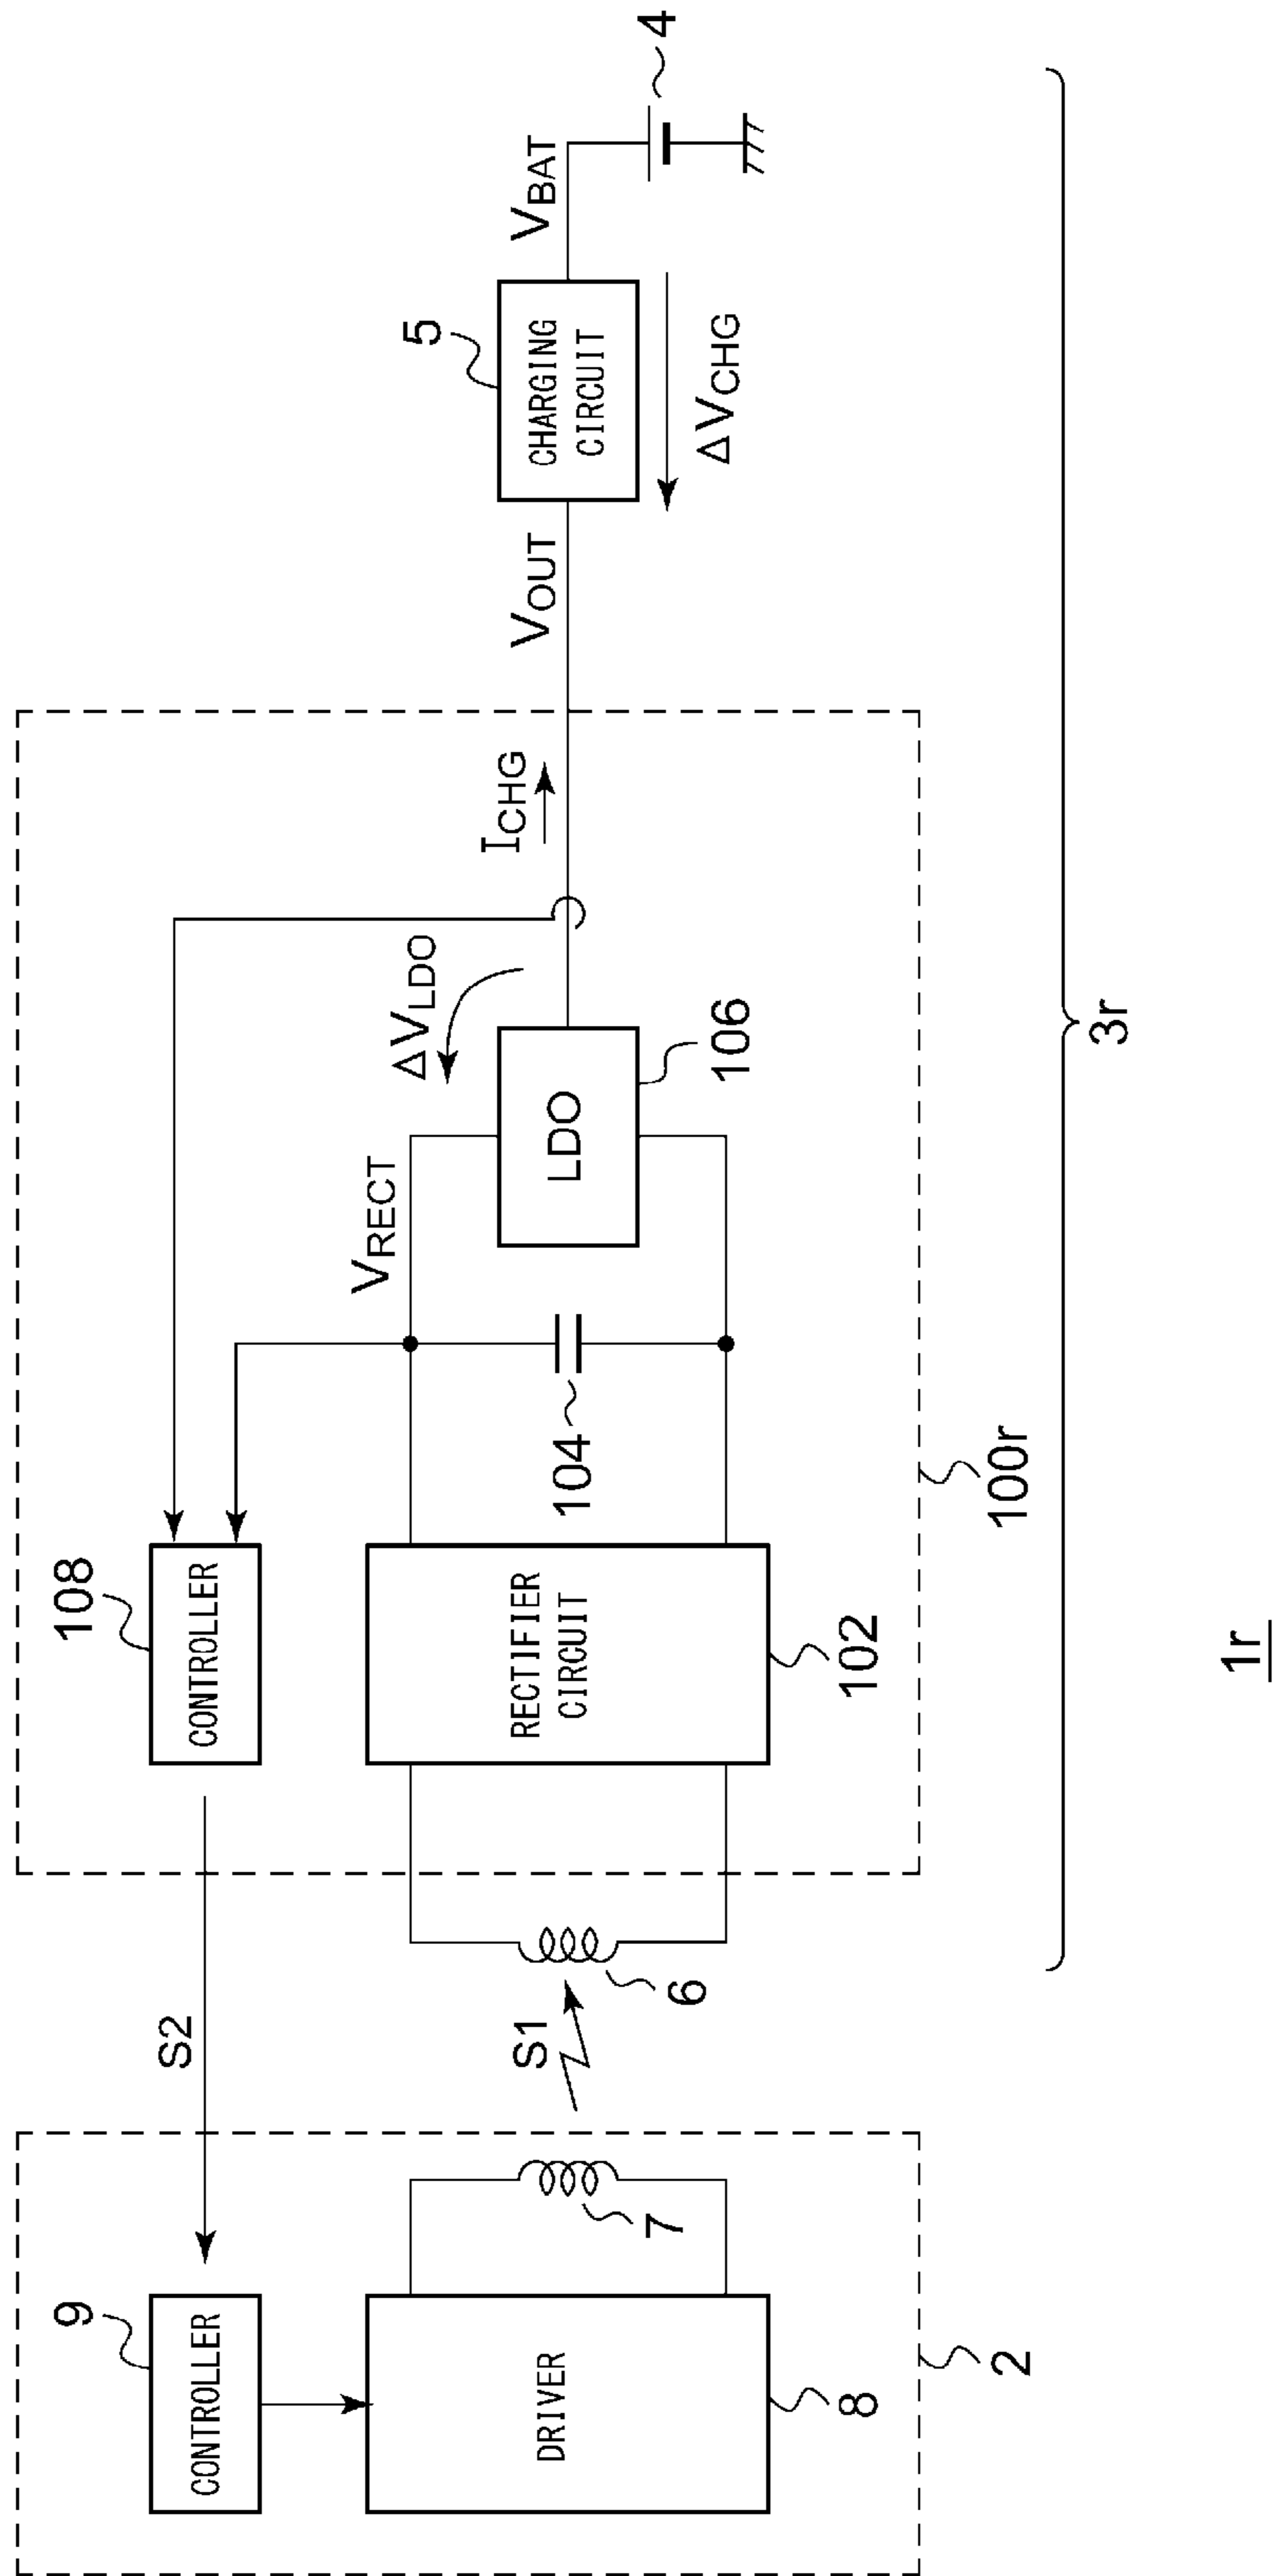 9
CONTROLLER
DRIVER
8
7
2
S2
S1
6
108
CONTROLLER
RECTIFIER
CIRCUIT
102
104
100r
VRECT
LDO
106
ΔVLDO
ICHG
VOUT
5
CHARGING
CIRCUIT
ΔVCHG
VBAT
4
3r
1r